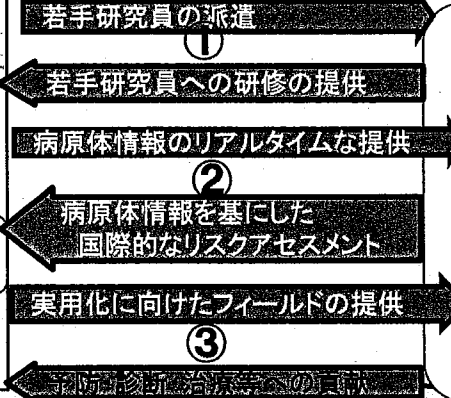 若手研究員の派遣
①
若手研究員への研修の提供
病原体情報のリアルタイムな提供
②
病原体情報を基にした
国際的なリスクアセスメント
実用化に向けたフィールドの提供
③
予防・診断・治療等への貢献